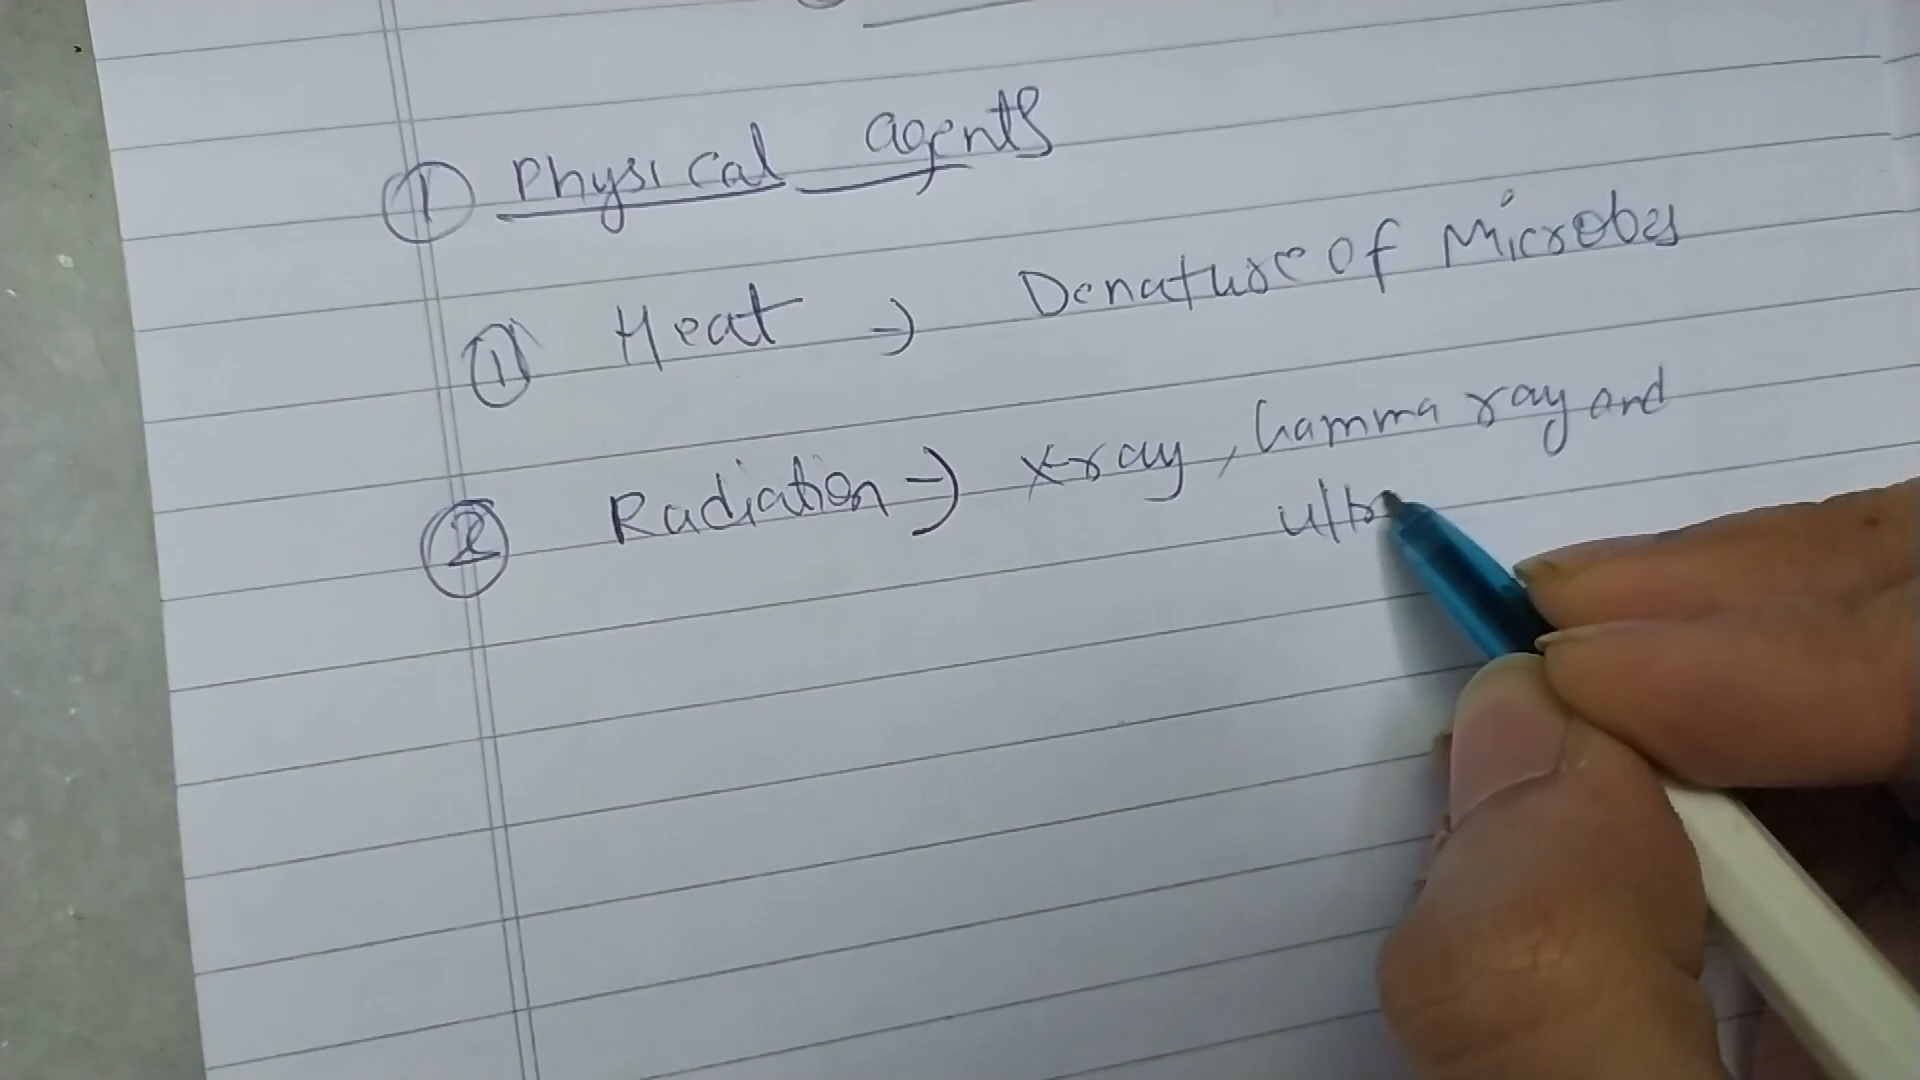 ① Physical agents
① Heat → Denature of Microbes
② Radiation → X-ray, Gamma ray and
ultr